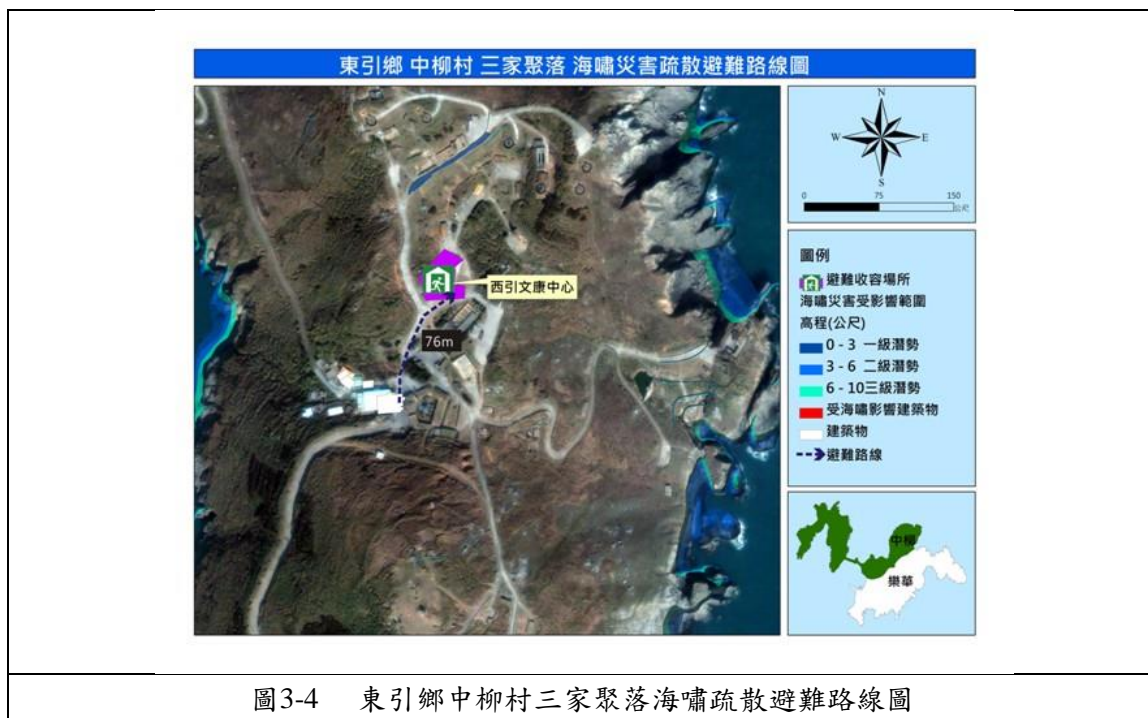 東引鄉 中柳村 三家聚落 海嘯災害疏散避難路線圖
N
W
E
S
0
75
150
公尺
西引文康中心
76m
圖例
避難收容場所
海嘯災害受影響範圍
高程(公尺)
0 - 3 一級潛勢
3 - 6 二級潛勢
6 - 10三級潛勢
受海嘯影響建築物
建築物
避難路線
中柳
樂華
圖3-4 東引鄉中柳村三家聚落海嘯疏散避難路線圖